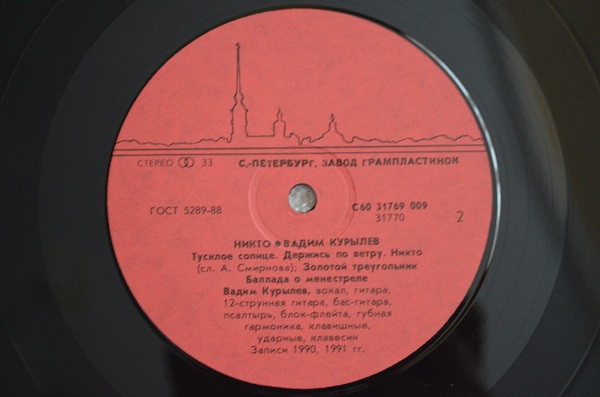 СТЕРЕО 33 С.-ПЕТЕРБУРГ, ЗАВОД ГРАМПЛАСТИНОК
ГОСТ 5289-88 С60 31769 009
31770 2
НИКТО ● ВАДИМ КУРЫЛЕВ
Тусклое солнце. Держись по ветру. Никто
(сл. А. Смирнова); Золотой треугольник
Баллада о менестреле
Вадим Курылев, вокал, гитара,
12-струнная гитара, бас-гитара,
псалтырь, блок-флейта, губная
гармоника, клавишные,
ударные, клавесин
Записи 1990, 1991 гг.